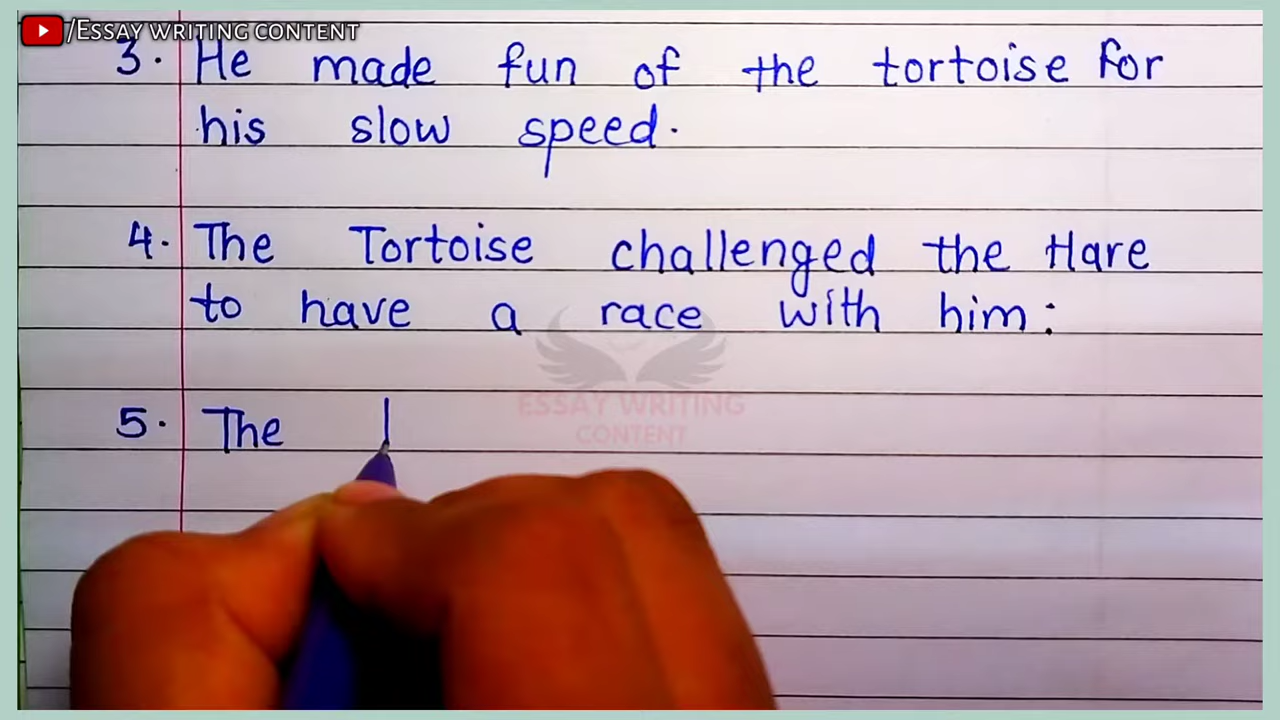 /ESSAY WRITING CONTENT
3. He made fun of the tortoise for
his slow speed.
4. The Tortoise challenged the Hare
to have a race with him:
ESSAY WRITING
CONTENT
5. The